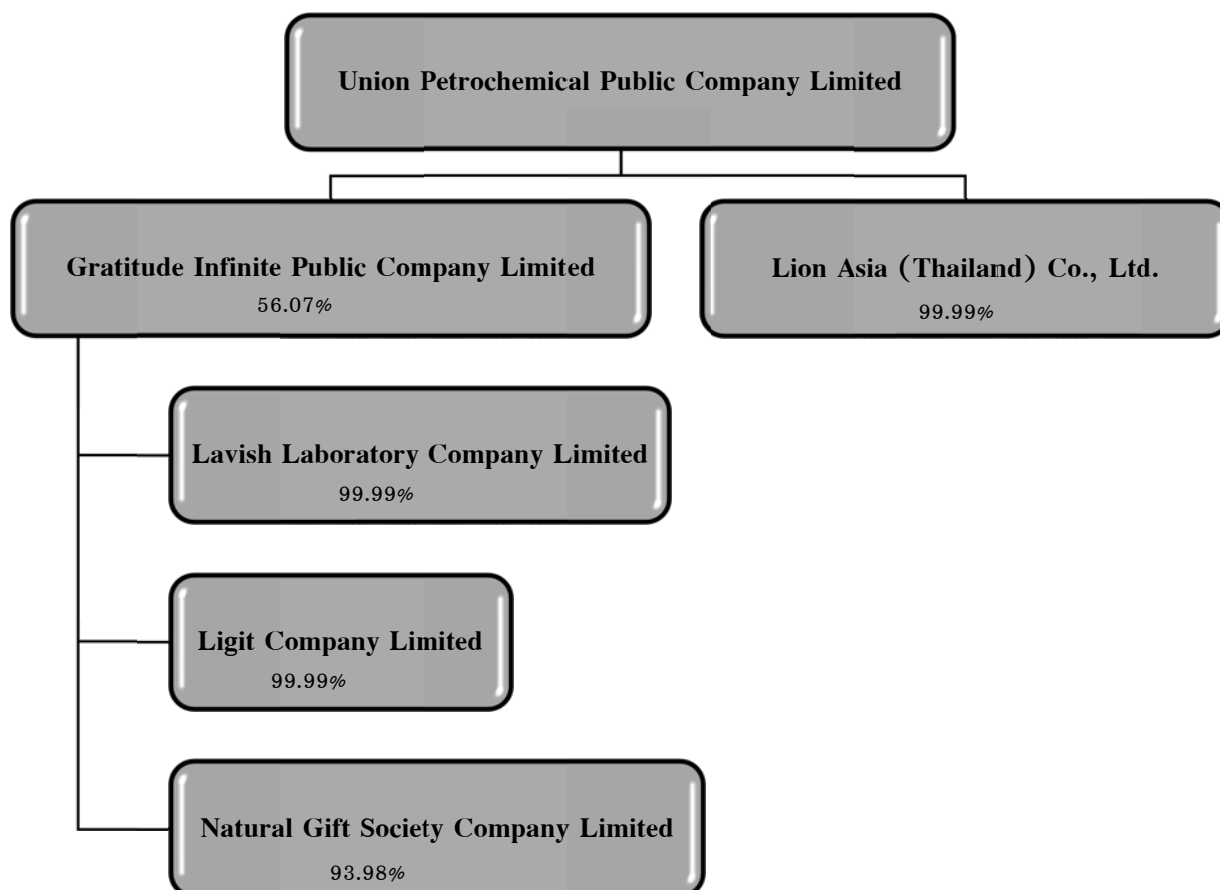 Union Petrochemical Public Company Limited
Gratitude Infinite Public Company Limited
56.07%
Lion Asia (Thailand) Co., Ltd.
99.99%
Lavish Laboratory Company Limited
99.99%
Ligit Company Limited
99.99%
Natural Gift Society Company Limited
93.98%